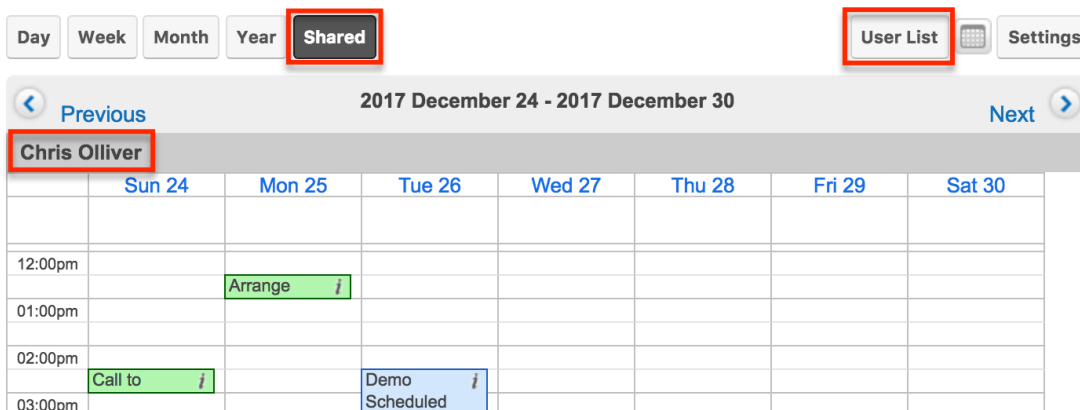 Day Week Month Year Shared User List Settings
2017 December 24 - 2017 December 30
Previous Next
Chris Olliver
Sun 24 Mon 25 Tue 26 Wed 27 Thu 28 Fri 29 Sat 30
12:00pm
Arrange i
01:00pm
02:00pm
Call to i Demo i
03:00pm Scheduled